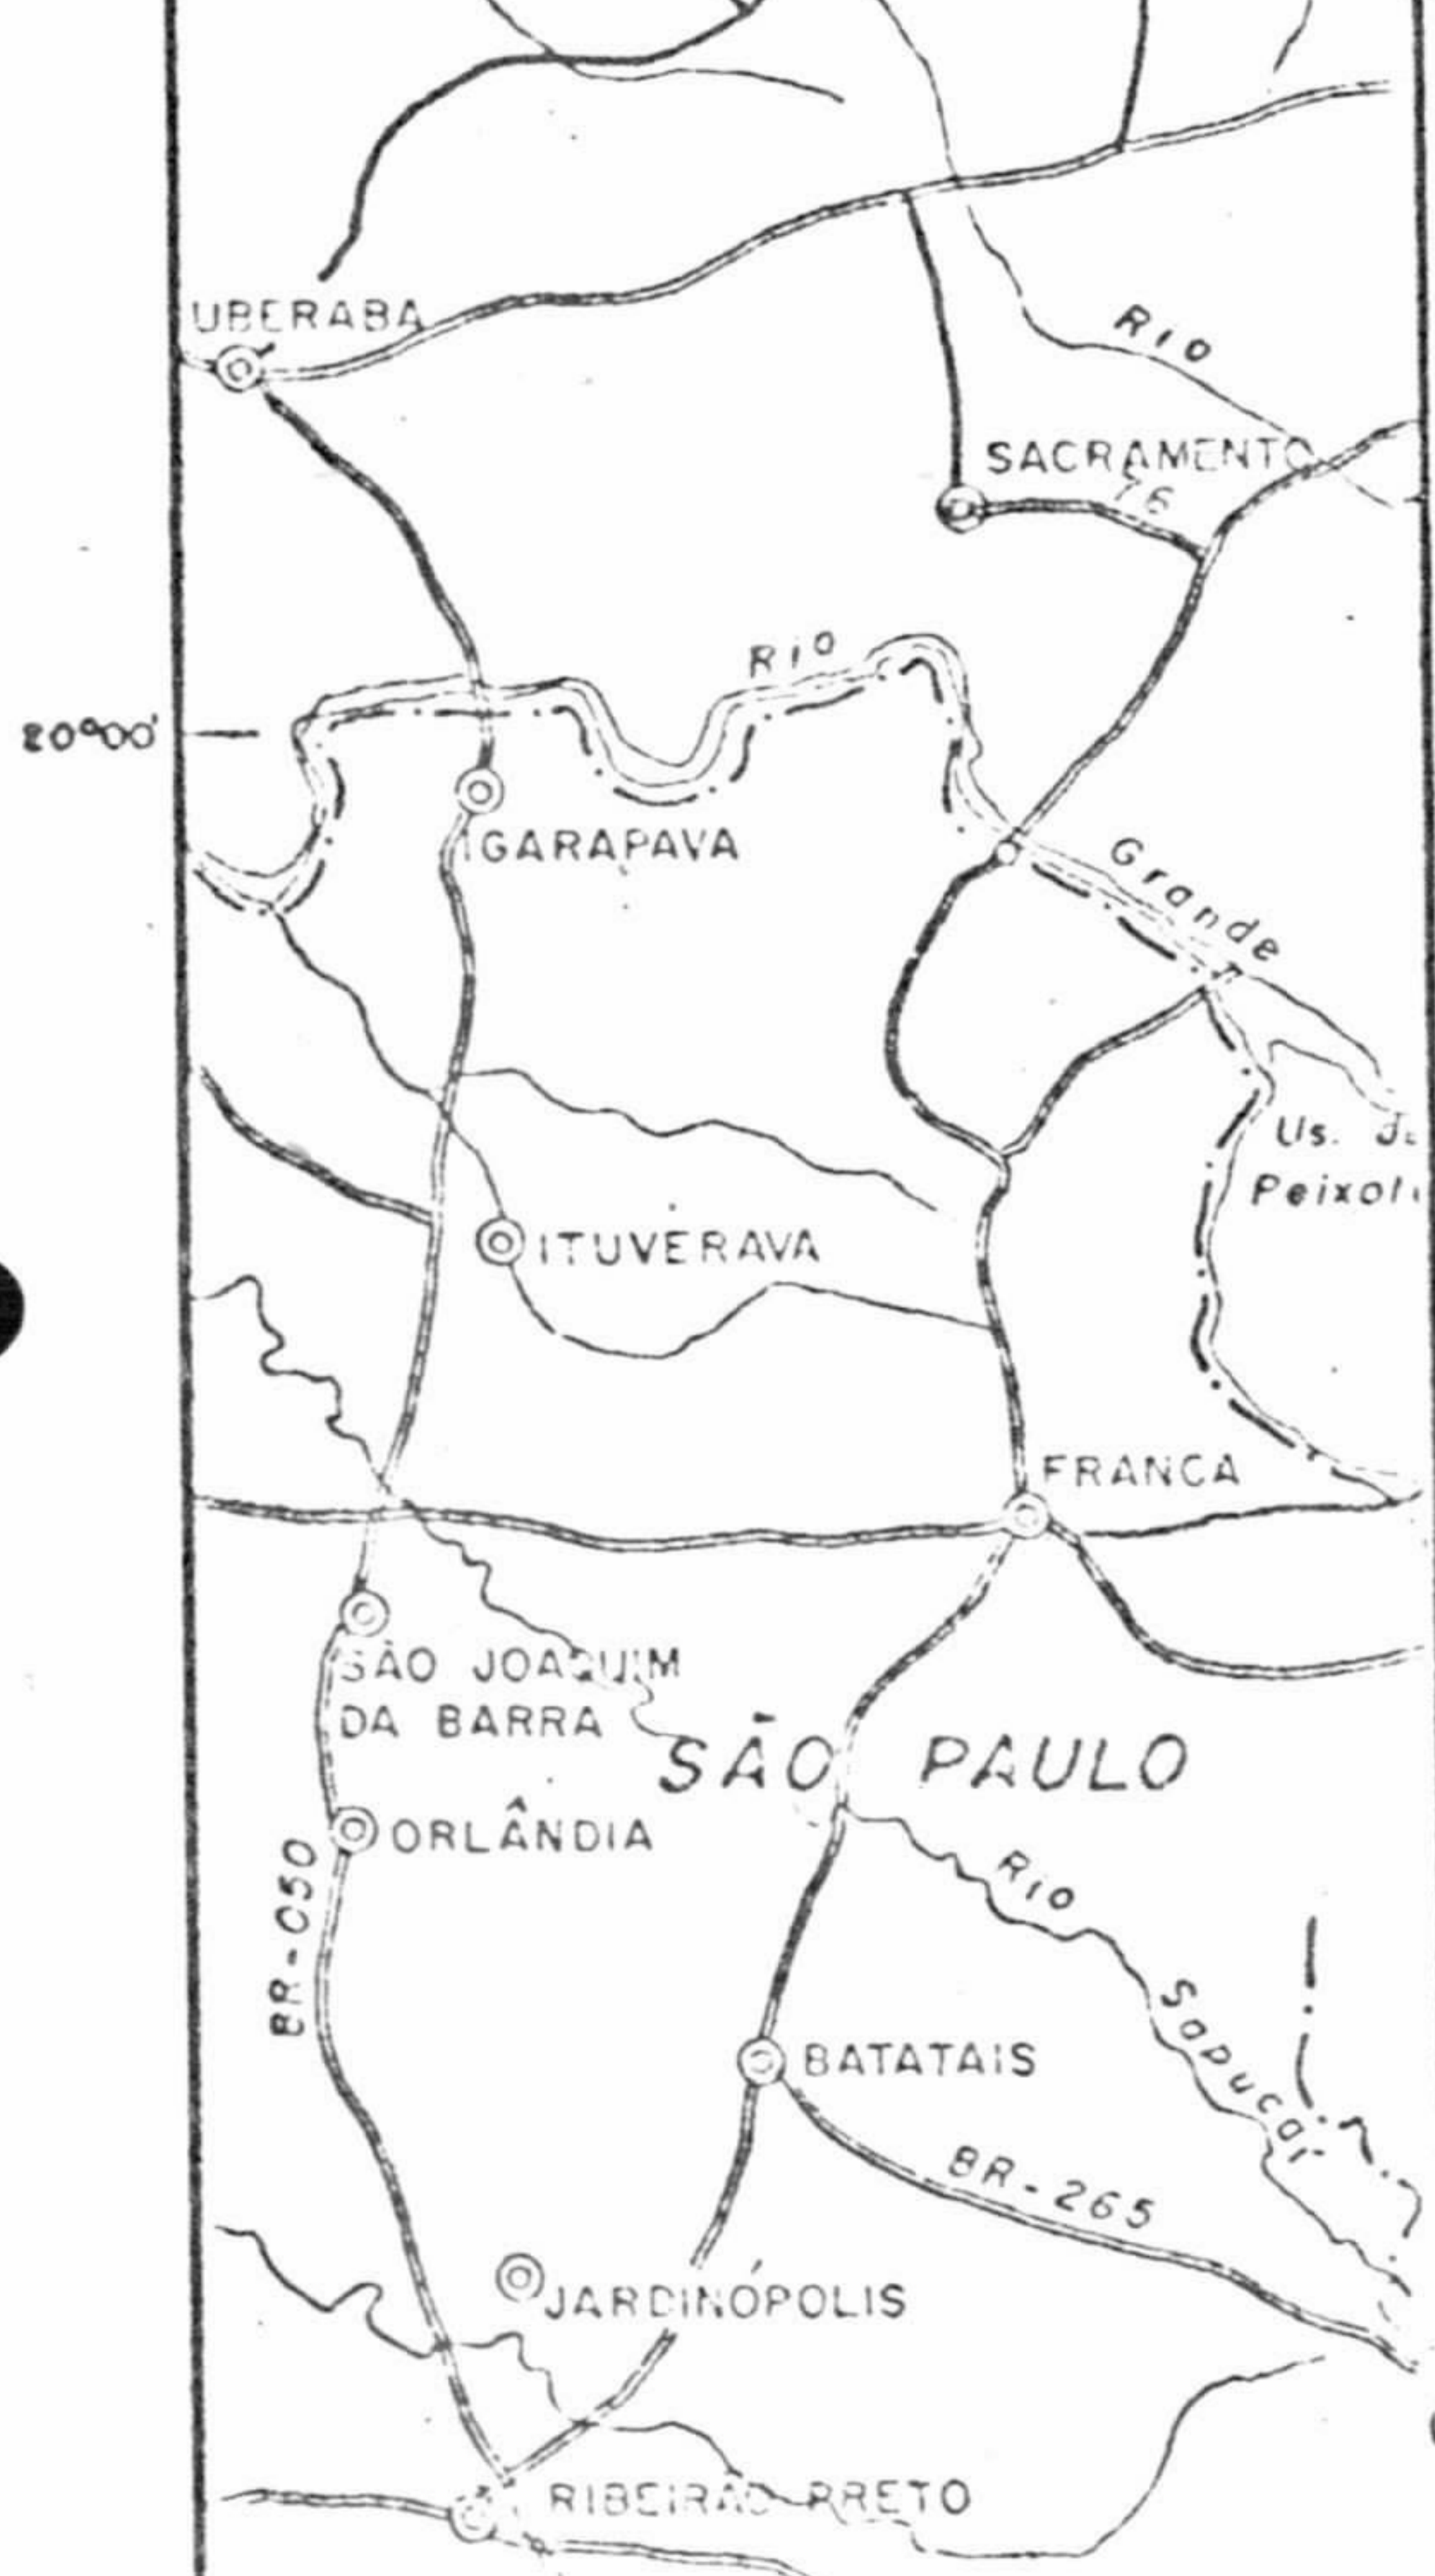 UBERABA
RIO
SACRAMENTO
76
RIO
20°00'
IGARAPAVA
Grande
Us. de
ITUVERAVA
FRANCA
SÃO JOAQUIM
DA BARRA
SÃO PAULO
ORLÂNDIA
BR-050
RIO
Sapucaí
BATATAIS
BR-265
JARDINÓPOLIS
RIBEIRÃO PRETO